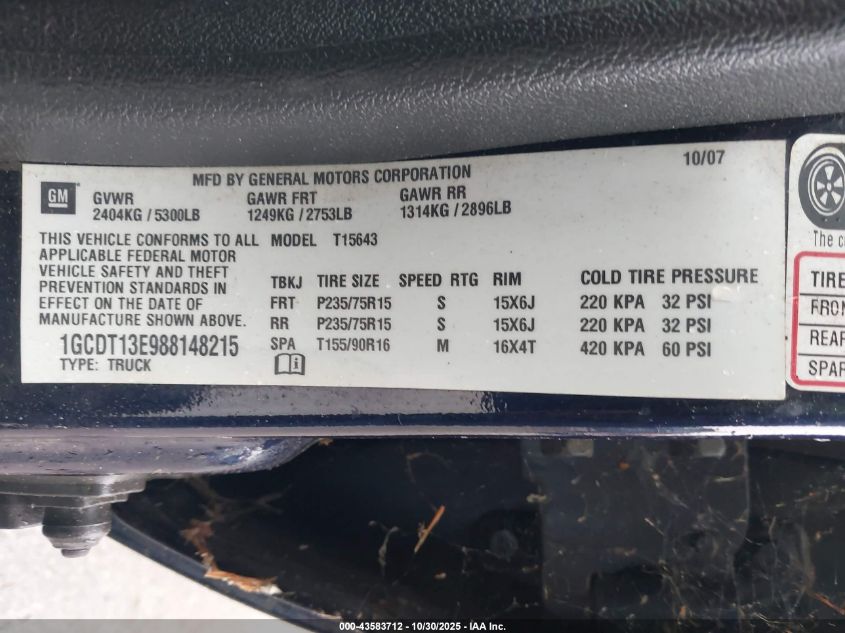 MFD BY GENERAL MOTORS CORPORATION 10/07
GM
GVWR GAWR FRT GAWR RR
2404KG / 5300LB 1249KG / 2753LB 1314KG / 2896LB
THIS VEHICLE CONFORMS TO ALL
APPLICABLE FEDERAL MOTOR
VEHICLE SAFETY AND THEFT
PREVENTION STANDARDS IN
EFFECT ON THE DATE OF
MANUFACTURE SHOWN ABOVE.
1GCDT13E988148215
TYPE: TRUCK
MODEL T15643
TBKJ TIRE SIZE SPEED RTG RIM COLD TIRE PRESSURE
FRT P235/75R15 S 15X6J 220 KPA 32 PSI
RR P235/75R15 S 15X6J 220 KPA 32 PSI
SPA T155/90R16 M 16X4T 420 KPA 60 PSI
The c
TIRE
FRON
REAR
SPAR
000-43583712 - 10/30/2025 - IAA Inc.